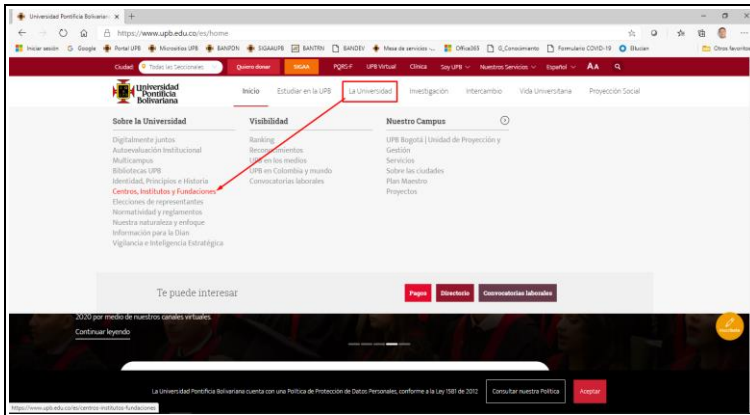 Universidad Pontificia Bolivarian
https://www.upb.edu.co/es/home
Iniciar sesión Google Portal UPB Micrositios UPB BANPON SIGAAUPB BANTRN BANDEV Mesa de servicios -... Office365 G_Conocimiento Formulario COVID-19 Ellucian Otros favoritos
Ciudad: Todas las Seccionales Quiero donar SIGAA PQRS-F UPB Virtual Clínica Soy UPB Nuestros Servicios Español AA
Universidad Pontificia Bolivariana
Inicio Estudiar en la UPB La Universidad Investigación Intercambio Vida Universitaria Proyección Social
Sobre la Universidad
Digitalmente juntos
Autoevaluación Institucional
Multicampus
Bibliotecas UPB
Identidad, Principios e Historia
Centros, Institutos y Fundaciones
Elecciones de representantes
Normatividad y reglamentos
Nuestra naturaleza y enfoque
Información para la Dian
Vigilancia e Inteligencia Estratégica
Visibilidad
Ranking
Reconocimientos
UPB en los medios
UPB en Colombia y mundo
Convocatorias laborales
Nuestro Campus
UPB Bogotá | Unidad de Proyección y
Gestión
Servicios
Sobre las ciudades
Plan Maestro
Proyectos
Te puede interesar
Pagos Directorio Convocatorias laborales
2020 por medio de nuestros canales virtuales.
Continuar leyendo
La Universidad Pontificia Bolivariana cuenta con una Política de Protección de Datos Personales, conforme a la Ley 1581 de 2012 Consultar nuestra Política Aceptar
https://www.upb.edu.co/es/centros-institutos-fundaciones